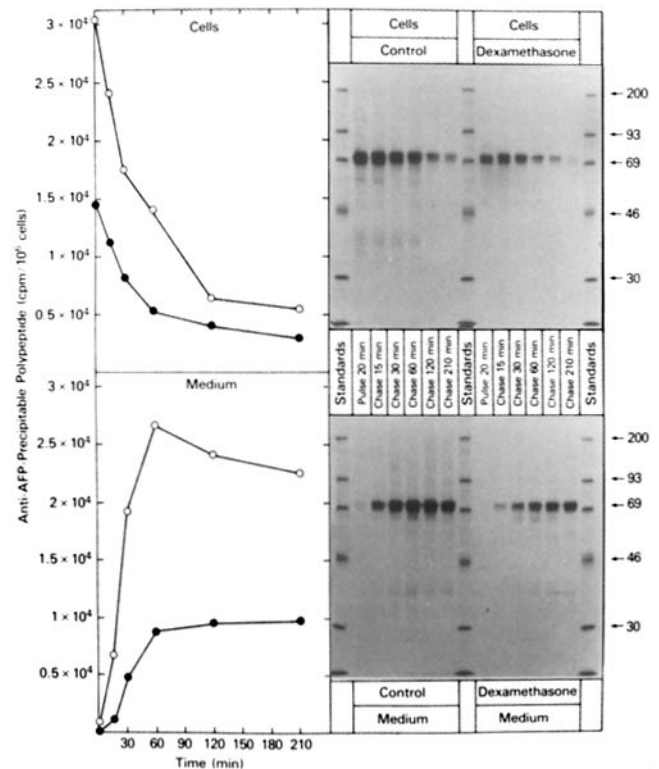 Cells
3 × 10⁴
2.5 × 10⁴
2 × 10⁴
1.5 × 10⁴
1 × 10⁴
0.5 × 10⁴
Anti-AFP-Precipitable Polypeptide (cpm/10⁶ cells)
Medium
3 × 10⁴
2.5 × 10⁴
2 × 10⁴
1.5 × 10⁴
1 × 10⁴
0.5 × 10⁴
30 60 90 120 150 180 210
Time (min)
Cells Cells
Control Dexamethasone
200
93
69
46
30
Standards
Pulse 20 min
Chase 15 min
Chase 30 min
Chase 60 min
Chase 120 min
Chase 210 min
Standards
Pulse 20 min
Chase 15 min
Chase 30 min
Chase 60 min
Chase 120 min
Chase 210 min
Standards
200
93
69
46
30
Control Dexamethasone
Medium Medium